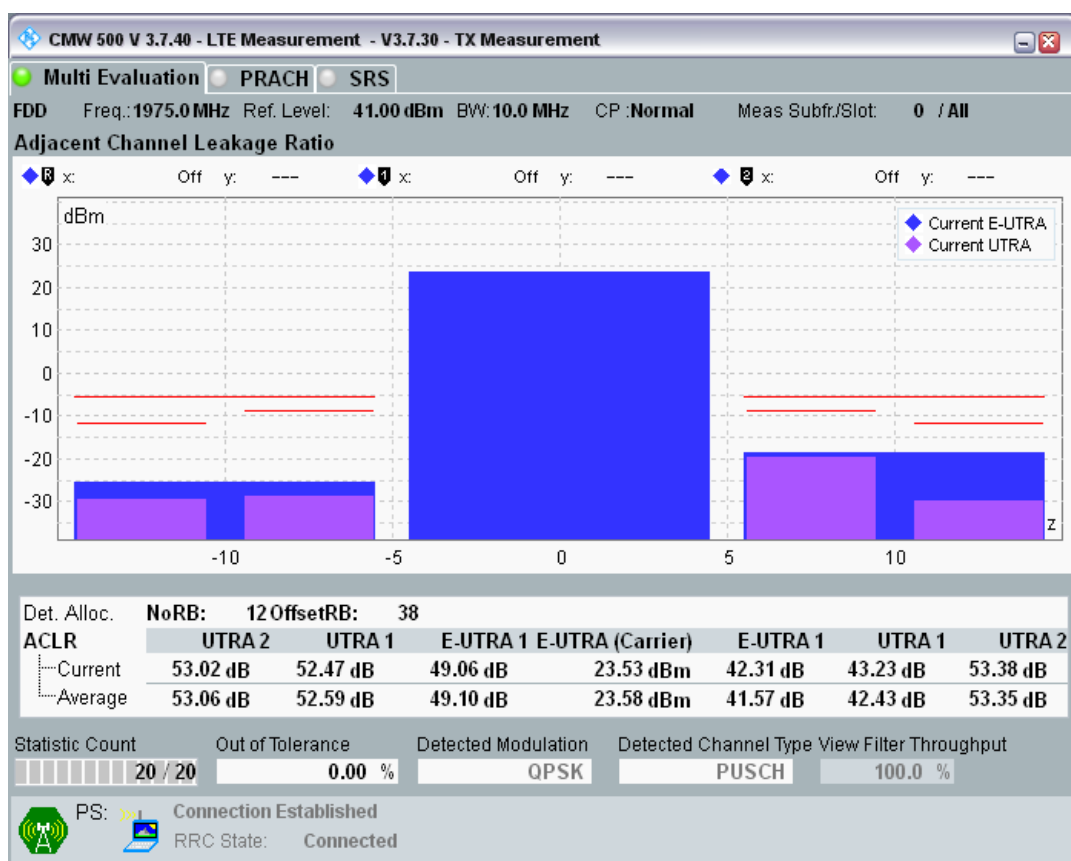 CMW 500 V 3.7.40 - LTE Measurement - V3.7.30 - TX Measurement
Multi Evaluation PRACH SRS
FDD Freq.: 1975.0 MHz Ref. Level: 41.00 dBm BW: 10.0 MHz CP :Normal Meas Subfr./Slot: 0 / All
Adjacent Channel Leakage Ratio
R x: Off y: --- 1 x: Off y: --- 2 x: Off y: ---
dBm
Current E-UTRA
Current UTRA
30
20
10
0
-10
-20
-30
z
-10 -5 0 5 10
Det. Alloc. NoRB: 12 OffsetRB: 38
ACLR UTRA 2 UTRA 1 E-UTRA 1 E-UTRA (Carrier) E-UTRA 1 UTRA 1 UTRA 2
Current 53.02 dB 52.47 dB 49.06 dB 23.53 dBm 42.31 dB 43.23 dB 53.38 dB
Average 53.06 dB 52.59 dB 49.10 dB 23.58 dBm 41.57 dB 42.43 dB 53.35 dB
Statistic Count Out of Tolerance Detected Modulation Detected Channel Type View Filter Throughput
20 / 20 0.00 % QPSK PUSCH 100.0 %
PS: Connection Established
RRC State: Connected